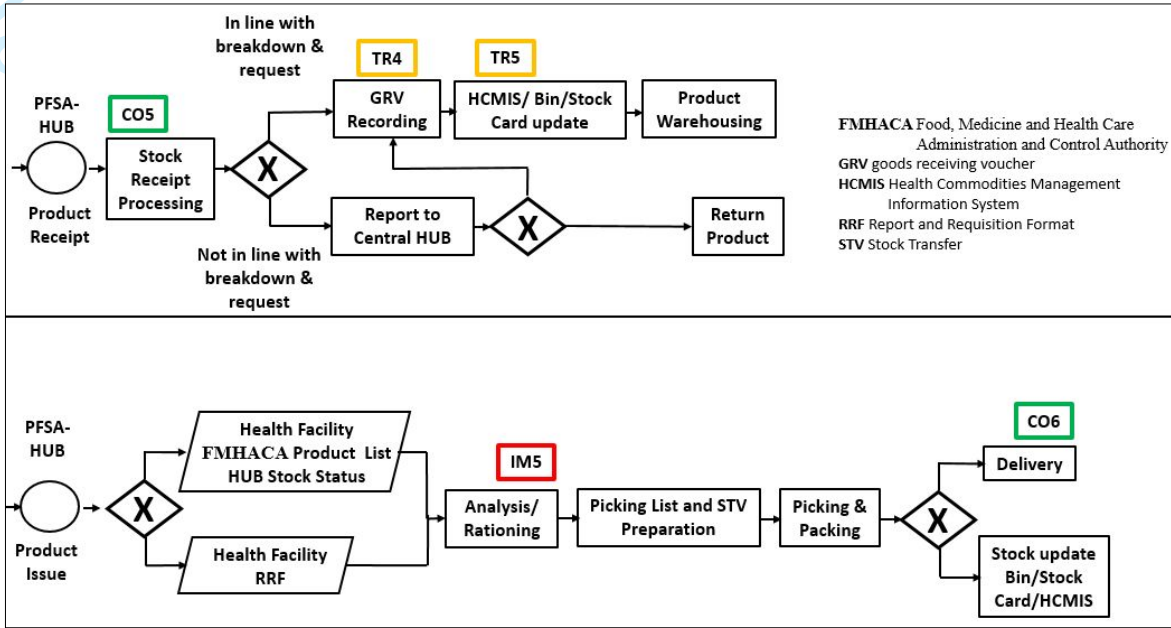 In line with
breakdown &
request
TR4
TR5
PFSA-
HUB
CO5
GRV
Recording
HCMIS/ Bin/Stock
Card update
Product
Warehousing
Stock
Receipt
Processing
X
Product
Receipt
Report to
Central HUB
X
Return
Product
Not in line with
breakdown &
request
FMHACA Food, Medicine and Health Care
Administration and Control Authority
GRV goods receiving voucher
HCMIS Health Commodities Management
Information System
RRF Report and Requisition Format
STV Stock Transfer
PFSA-
HUB
Product
Issue
X
Health Facility
FMHACA Product List
HUB Stock Status
Health Facility
RRF
IM5
Analysis/
Rationing
Picking List and STV
Preparation
Picking &
Packing
X
CO6
Delivery
Stock update
Bin/Stock
Card/HCMIS